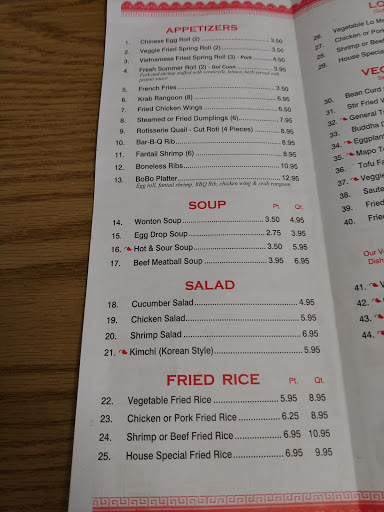 APPETIZERS
1. Chinese Egg Roll (2) 3.50
2. Veggie Fried Spring Roll (2) 3.50
3. Vietnamese Fried Spring Roll (3) - Pork 4.50
4. Fresh Summer Roll (2) - Goi Cuon 3.95
Pork and shrimp stuffed with vermicelli, lettuce, herb served with
peanut sauce
5. French Fries 3.50
6. Krab Rangoon (8) 6.95
7. Fried Chicken Wings 6.50
8. Steamed or Fried Dumplings (6) 7.95
9. Rotisserie Quail - Cut Roti (4 Pieces) 8.95
10. Bar-B-Q Rib 8.95
11. Fantail Shrimp (6) 8.95
12. Boneless Ribs 10.95
13. BoBo Platter 12.95
Egg roll, fantail shrimp, BBQ Rib, chicken wing & crab rangoon.
SOUP
Pt. Qt.
14. Wonton Soup 3.50 4.95
15. Egg Drop Soup 2.75 3.95
16. Hot & Sour Soup 3.50 5.95
17. Beef Meatball Soup 3.95 6.95
SALAD
18. Cucumber Salad 4.95
19. Chicken Salad 5.95
20. Shrimp Salad 6.95
21. Kimchi (Korean Style) 5.95
FRIED RICE
Pt. Qt.
22. Vegetable Fried Rice 5.95 8.95
23. Chicken or Pork Fried Rice 6.25 8.95
24. Shrimp or Beef Fried Rice 6.95 10.95
25. House Special Fried Rice 6.95 9.95
LO
26. Vegetable Lo M
27. Chicken or P
28. Shrimp or Beef
29. House Special
VE
30. Bean Curd
31. Stir Fried
32. General T
33. Buddha D
34. Eggplan
35. Mapo T
36. Tofu Fa
37. Veggie
38. Saute
39. Fried
40. Fried
Our V
Dish
41.
42.
43.
44.